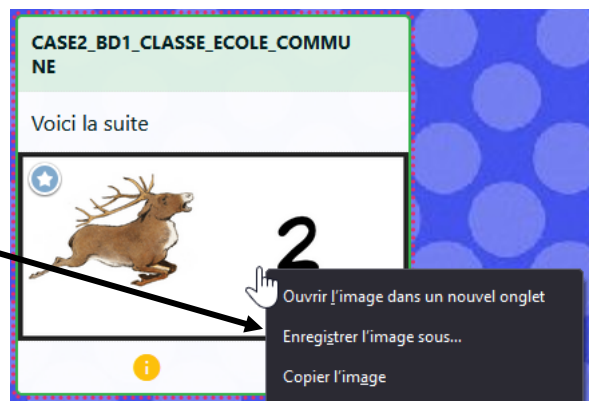 CASE2_BD1_CLASSE_ECOLE_COMMU
NE
Voici la suite
2
Ouvrir l'image dans un nouvel onglet
Enregistrer l'image sous...
Copier l'image